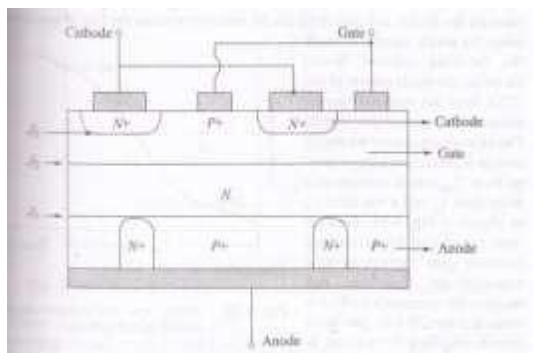 Cathode Gate
N+ P+ N+ Cathode
Gate
N
N+ P+ N+ P+ Anode
Anode